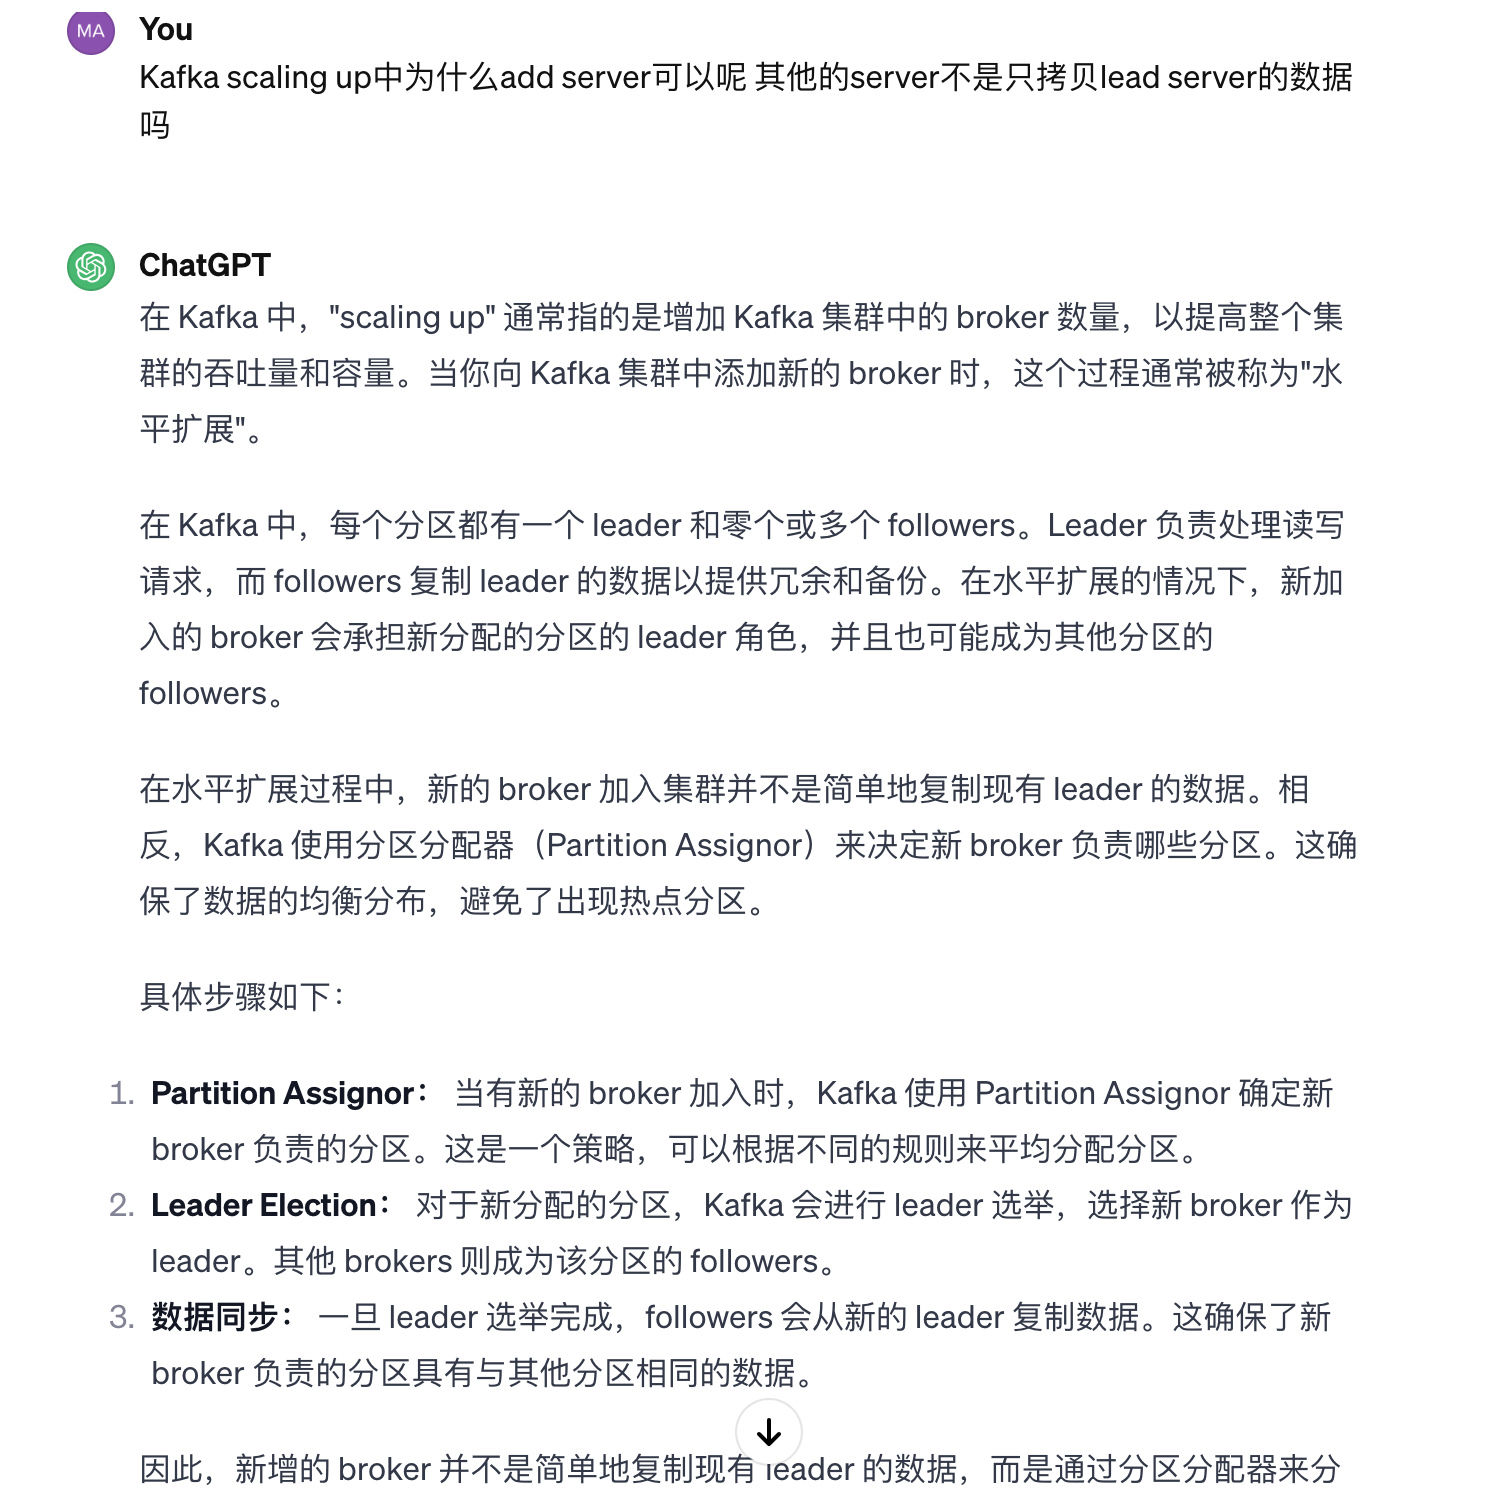 MA
You
Kafka scaling up中为什么add server可以呢 其他的server不是只拷贝lead server的数据
吗
ChatGPT
在 Kafka 中，"scaling up" 通常指的是增加 Kafka 集群中的 broker 数量，以提高整个集
群的吞吐量和容量。当你向 Kafka 集群中添加新的 broker 时，这个过程通常被称为"水
平扩展"。
在 Kafka 中，每个分区都有一个 leader 和零个或多个 followers。Leader 负责处理读写
请求，而 followers 复制 leader 的数据以提供冗余和备份。在水平扩展的情况下，新加
入的 broker 会承担新分配的分区的 leader 角色，并且也可能成为其他分区的
followers。
在水平扩展过程中，新的 broker 加入集群并不是简单地复制现有 leader 的数据。相
反，Kafka 使用分区分配器（Partition Assignor）来决定新 broker 负责哪些分区。这确
保了数据的均衡分布，避免了出现热点分区。
具体步骤如下：
1. Partition Assignor： 当有新的 broker 加入时，Kafka 使用 Partition Assignor 确定新
broker 负责的分区。这是一个策略，可以根据不同的规则来平均分配分区。
2. Leader Election： 对于新分配的分区，Kafka 会进行 leader 选举，选择新 broker 作为
leader。其他 brokers 则成为该分区的 followers。
3. 数据同步： 一旦 leader 选举完成，followers 会从新的 leader 复制数据。这确保了新
broker 负责的分区具有与其他分区相同的数据。
因此，新增的 broker 并不是简单地复制现有 leader 的数据，而是通过分区分配器来分